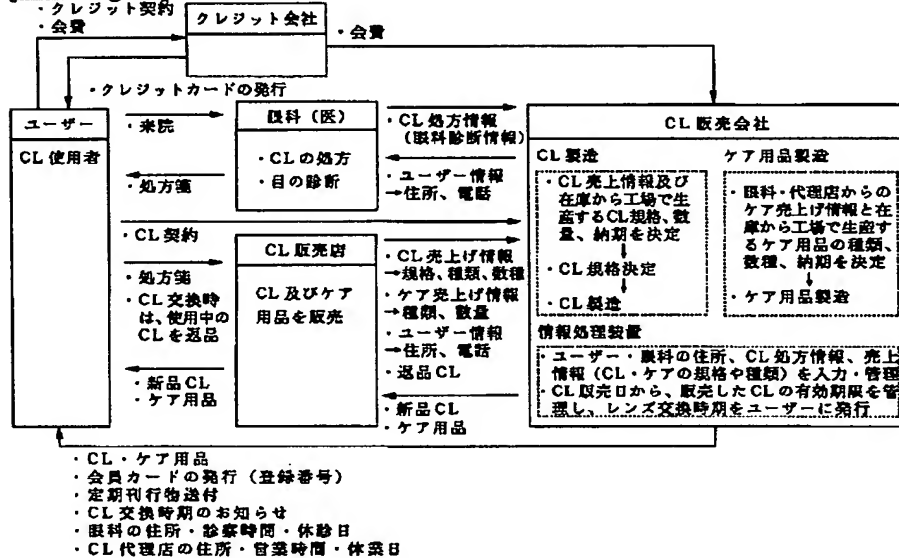 ・クレジット契約
・会費
クレジット会社
・会費
・クレジットカードの発行
ユーザー
CL使用者
・来院
・処方箋
眼科(医)
・CLの処方
・目の診断
・CL処方情報
(眼科診断情報)
・ユーザー情報
→住所、電話
・CL契約
・処方箋
・CL交換時
は、使用中の
CLを返品
・新品CL
・ケア用品
CL販売店
CL及びケア
用品を販売
・CL売上げ情報
→規格、種類、数種
・ケア売上げ情報
→種類、数量
・ユーザー情報
→住所、電話
・返品CL
・新品CL
・ケア用品
CL販売会社
CL製造
・CL売上情報及び
在庫から工場で生
産するCL規格、数
量、納期を決定
・CL規格決定
・CL製造
ケア用品製造
・眼科・代理店からの
ケア売上げ情報と在
庫から工場で生産す
るケア用品の種類、
数種、納期を決定
・ケア用品製造
情報処理装置
・ユーザー・眼科の住所、CL処方情報、売上
情報(CL・ケアの規格や種類)を入力・管理
・CL販売日から、販売したCLの有効期限を管
理し、レンズ交換時期をユーザーに発行
・CL・ケア用品
・会員カードの発行(登録番号)
・定期刊行物送付
・CL交換時期のお知らせ
・眼科の住所・診察時間・休診日
・CL代理店の住所・営業時間・休業日